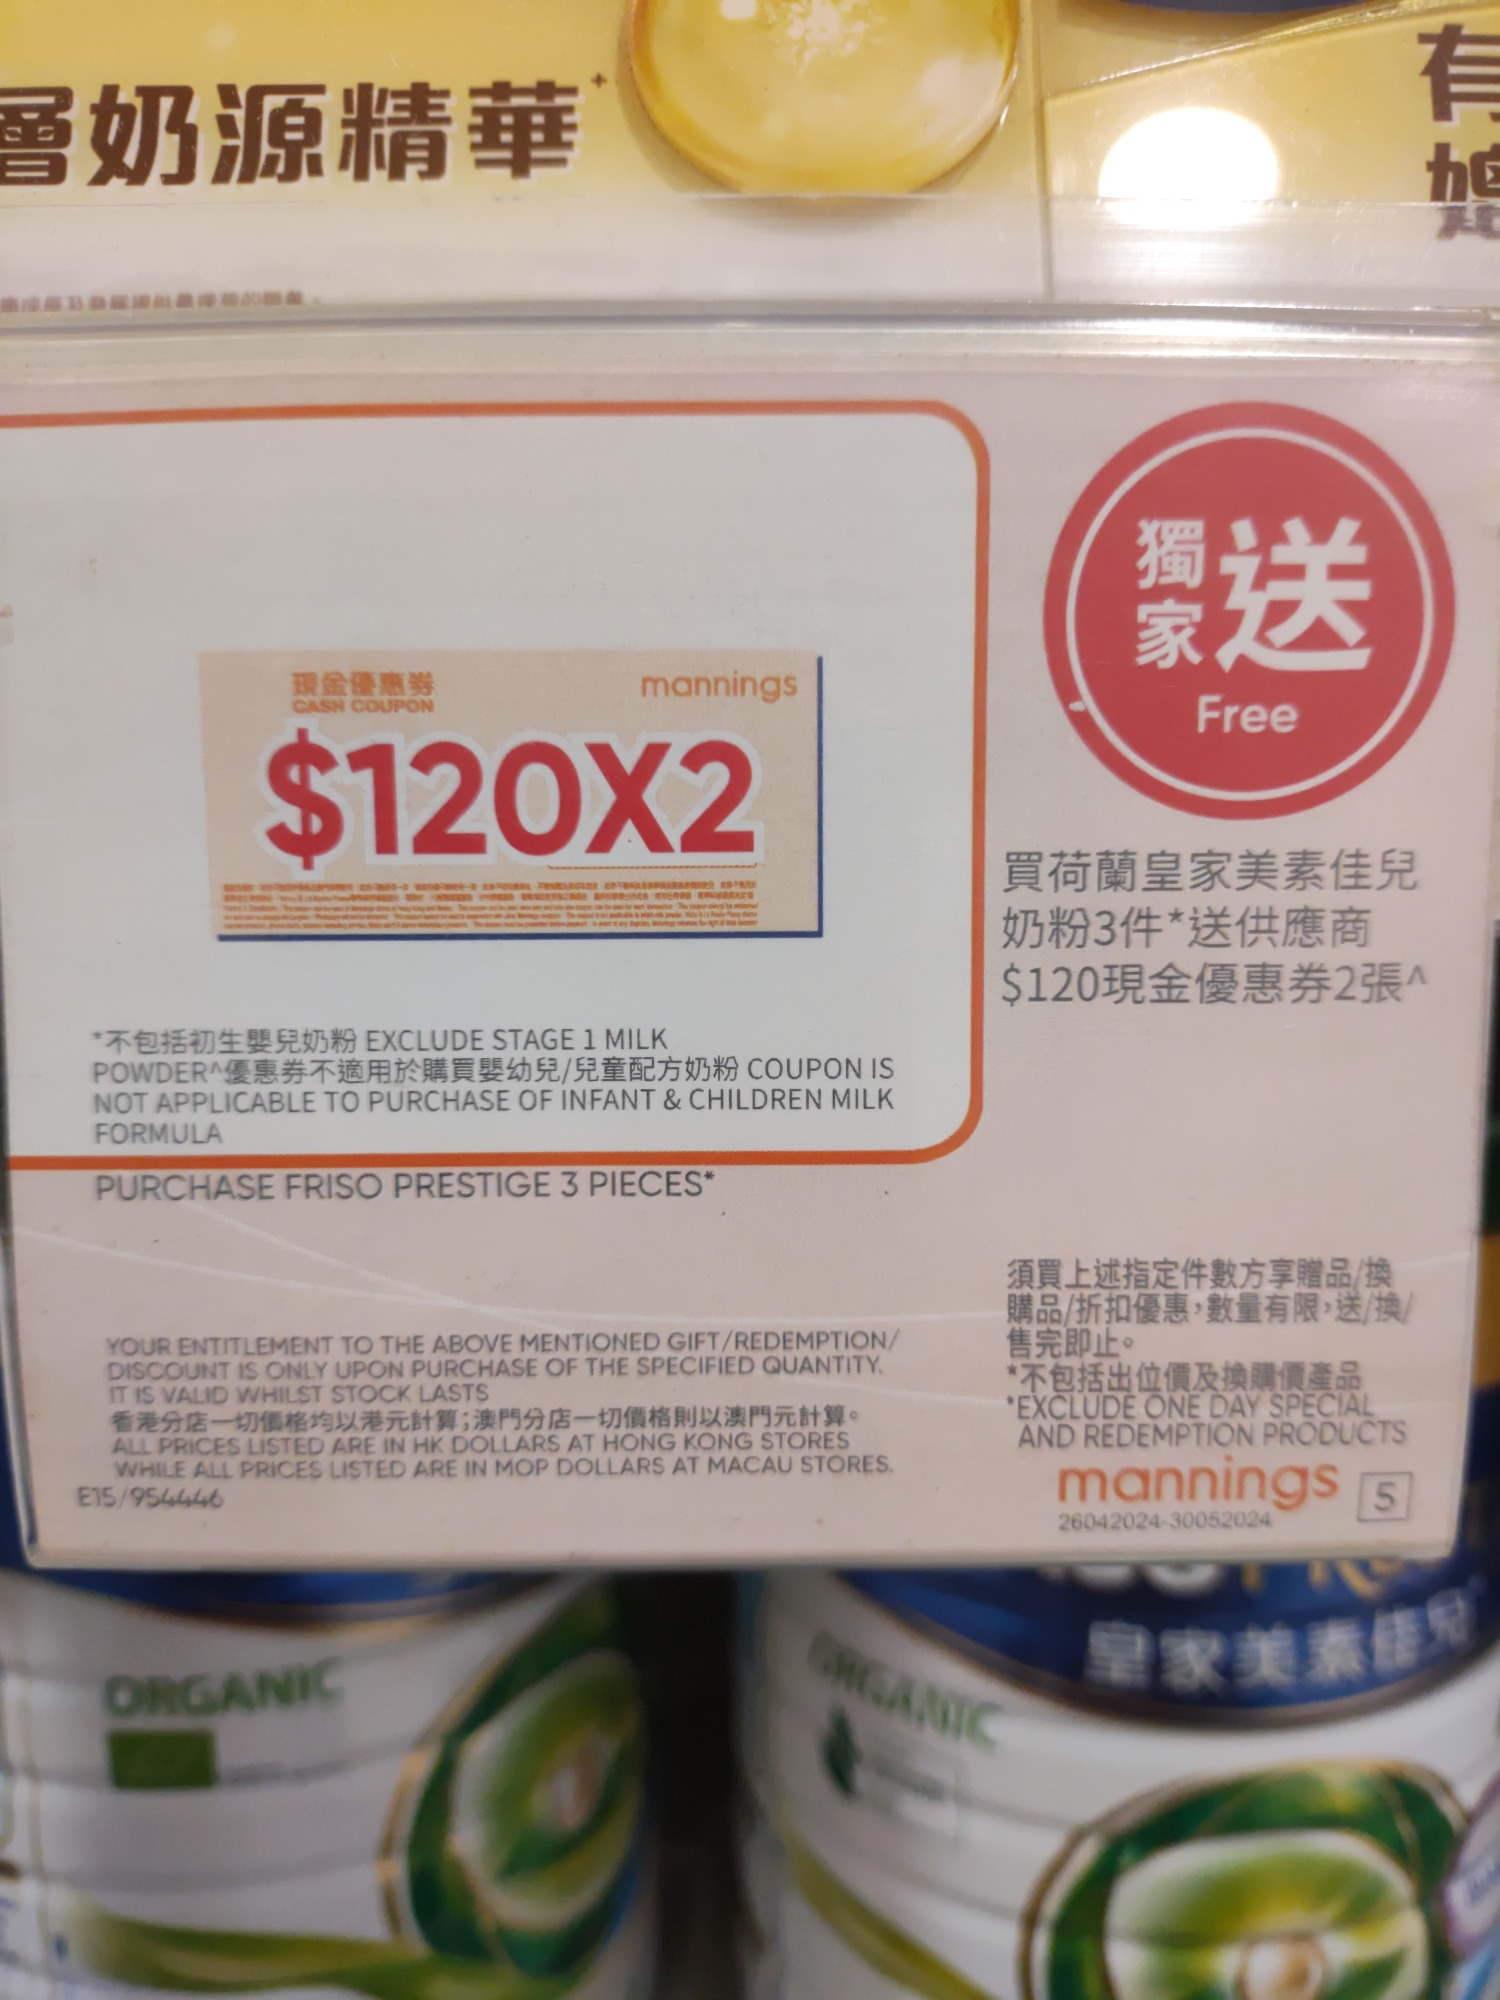 層奶源精華+
有
獨家送
Free
現金優惠券
CASH COUPON
mannings
$120X2
買荷蘭皇家美素佳兒
奶粉3件*送供應商
$120現金優惠券2張^
*不包括初生嬰兒奶粉 EXCLUDE STAGE 1 MILK
POWDER^優惠券不適用於購買嬰幼兒/兒童配方奶粉 COUPON IS
NOT APPLICABLE TO PURCHASE OF INFANT & CHILDREN MILK
FORMULA
PURCHASE FRISO PRESTIGE 3 PIECES*
須買上述指定件數方享贈品/換
購品/折扣優惠,數量有限,送/換/
售完即止。
*不包括出位價及換購價產品
*EXCLUDE ONE DAY SPECIAL
AND REDEMPTION PRODUCTS
YOUR ENTITLEMENT TO THE ABOVE MENTIONED GIFT/REDEMPTION/
DISCOUNT IS ONLY UPON PURCHASE OF THE SPECIFIED QUANTITY.
IT IS VALID WHILST STOCK LASTS
香港分店一切價格均以港元計算;澳門分店一切價格則以澳門元計算。
ALL PRICES LISTED ARE IN HK DOLLARS AT HONG KONG STORES
WHILE ALL PRICES LISTED ARE IN MOP DOLLARS AT MACAU STORES.
E15/954446
mannings 5
26042024-30052024
皇家美素佳兒
ORGANIC
ORGANIC